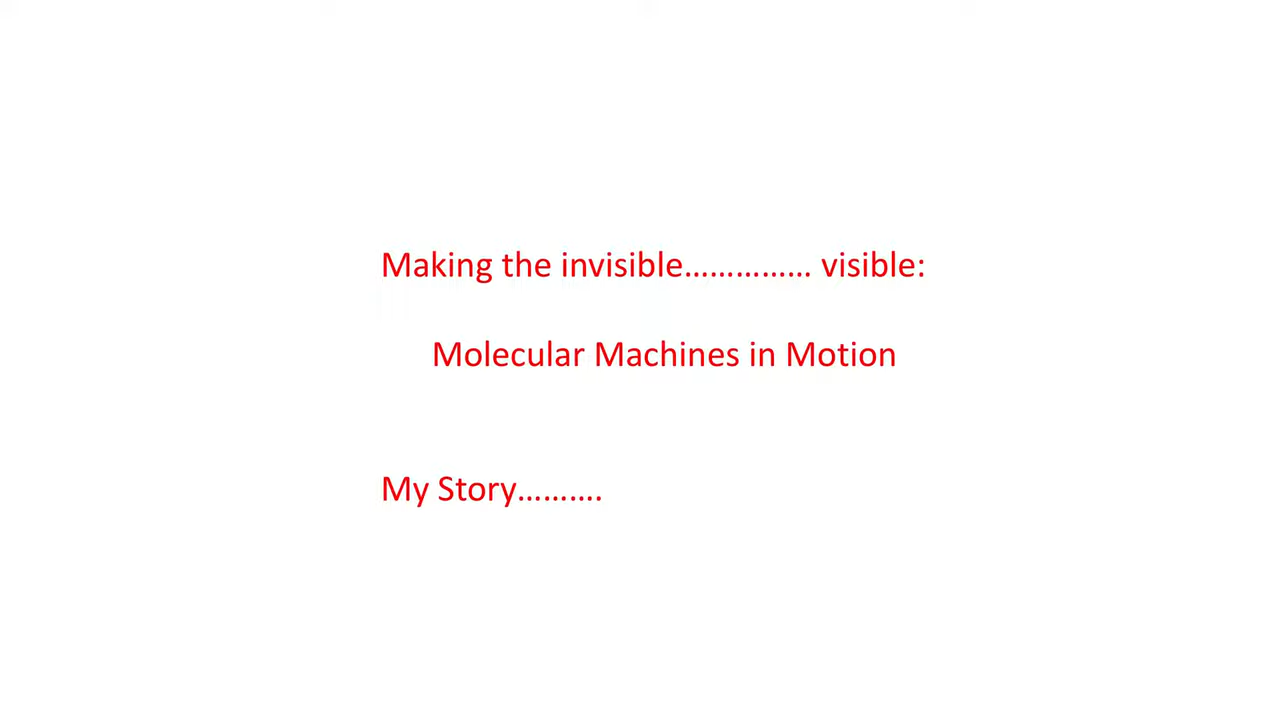 Making the invisible…………… visible:
Molecular Machines in Motion
My Story……….